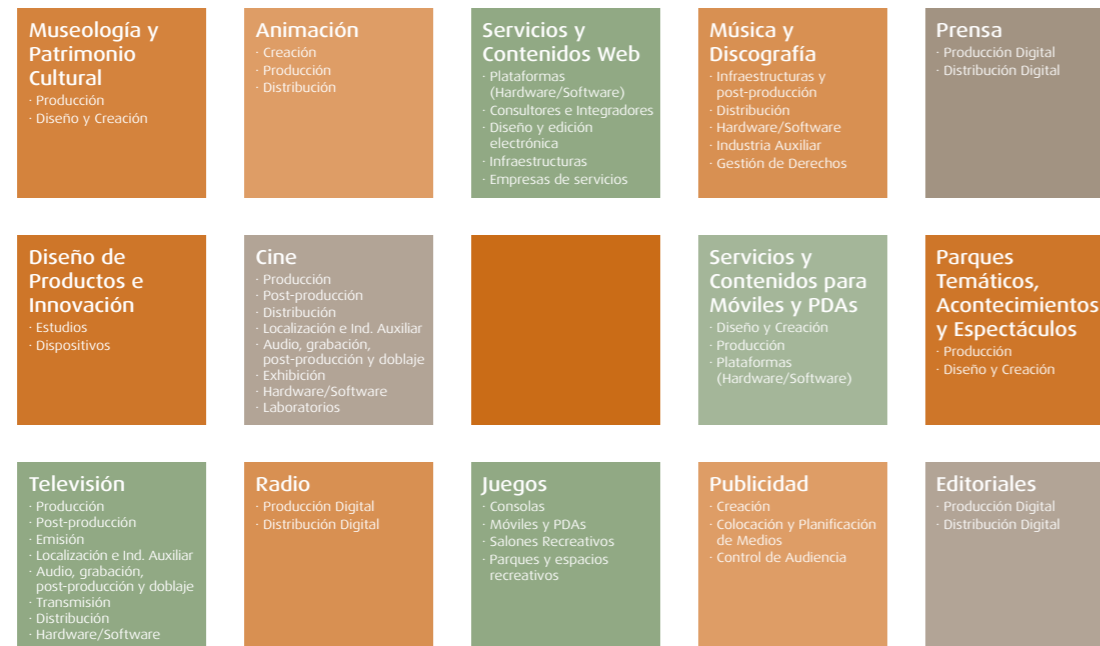 Museología y
Patrimonio
Cultural
· Producción
· Diseño y Creación
Animación
· Creación
· Producción
· Distribución
Servicios y
Contenidos Web
· Plataformas
(Hardware/Software)
· Consultores e Integradores
· Diseño y edición
electrónica
· Infraestructuras
· Empresas de servicios
Música y
Discografía
· Infraestructuras y
post-producción
· Distribución
· Hardware/Software
· Industria Auxiliar
· Gestión de Derechos
Prensa
· Producción Digital
· Distribución Digital
Diseño de
Productos e
Innovación
· Estudios
· Dispositivos
Cine
· Producción
· Post-producción
· Distribución
· Localización e Ind. Auxiliar
· Audio, grabación,
post-producción y doblaje
· Exhibición
· Hardware/Software
· Laboratorios
Servicios y
Contenidos para
Móviles y PDAs
· Diseño y Creación
· Producción
· Plataformas
(Hardware/Software)
Parques
Temáticos,
Acontecimientos
y Espectáculos
· Producción
· Diseño y Creación
Televisión
· Producción
· Post-producción
· Emisión
· Localización e Ind. Auxiliar
· Audio, grabación,
post-producción y doblaje
· Transmisión
· Distribución
· Hardware/Software
Radio
· Producción Digital
· Distribución Digital
Juegos
· Consolas
· Móviles y PDAs
· Salones Recreativos
· Parques y espacios
recreativos
Publicidad
· Creación
· Colocación y Planificación
de Medios
· Control de Audiencia
Editoriales
· Producción Digital
· Distribución Digital